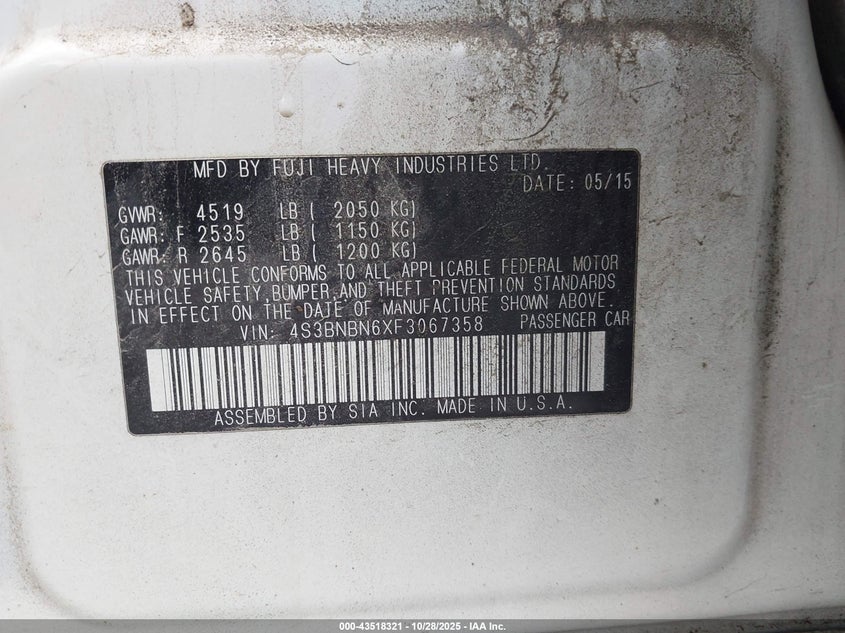 MFD BY FUJI HEAVY INDUSTRIES LTD.
DATE: 05/15
GVWR: 4519 LB ( 2050 KG)
GAWR: F 2535 LB ( 1150 KG)
GAWR: R 2645 LB ( 1200 KG)
THIS VEHICLE CONFORMS TO ALL APPLICABLE FEDERAL MOTOR
VEHICLE SAFETY,BUMPER,AND THEFT PREVENTION STANDARDS
IN EFFECT ON THE DATE OF MANUFACTURE SHOWN ABOVE.
VIN: 4S3BNBN6XF3067358 PASSENGER CAR
ASSEMBLED BY SIA INC. MADE IN U.S.A.
000-43518321 - 10/28/2025 - IAA Inc.